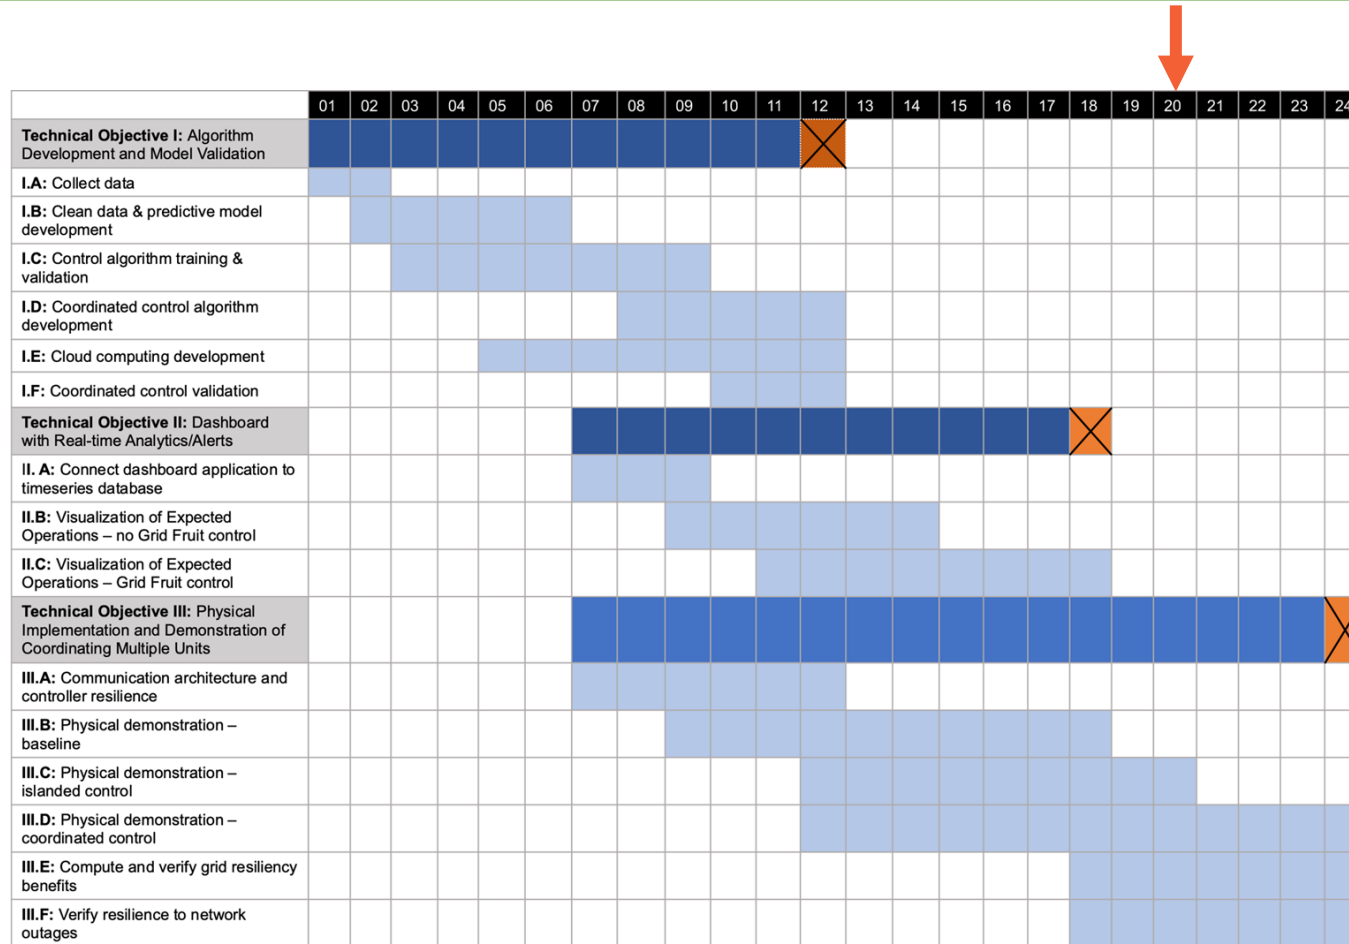 01 02 03 04 05 06 07 08 09 10 11 12 13 14 15 16 17 18 19 20 21 22 23 24
Technical Objective I: Algorithm
Development and Model Validation
I.A: Collect data
I.B: Clean data & predictive model
development
I.C: Control algorithm training &
validation
I.D: Coordinated control algorithm
development
I.E: Cloud computing development
I.F: Coordinated control validation
Technical Objective II: Dashboard
with Real-time Analytics/Alerts
II. A: Connect dashboard application to
timeseries database
II.B: Visualization of Expected
Operations – no Grid Fruit control
II.C: Visualization of Expected
Operations – Grid Fruit control
Technical Objective III: Physical
Implementation and Demonstration of
Coordinating Multiple Units
III.A: Communication architecture and
controller resilience
III.B: Physical demonstration –
baseline
III.C: Physical demonstration –
islanded control
III.D: Physical demonstration –
coordinated control
III.E: Compute and verify grid resiliency
benefits
III.F: Verify resilience to network
outages